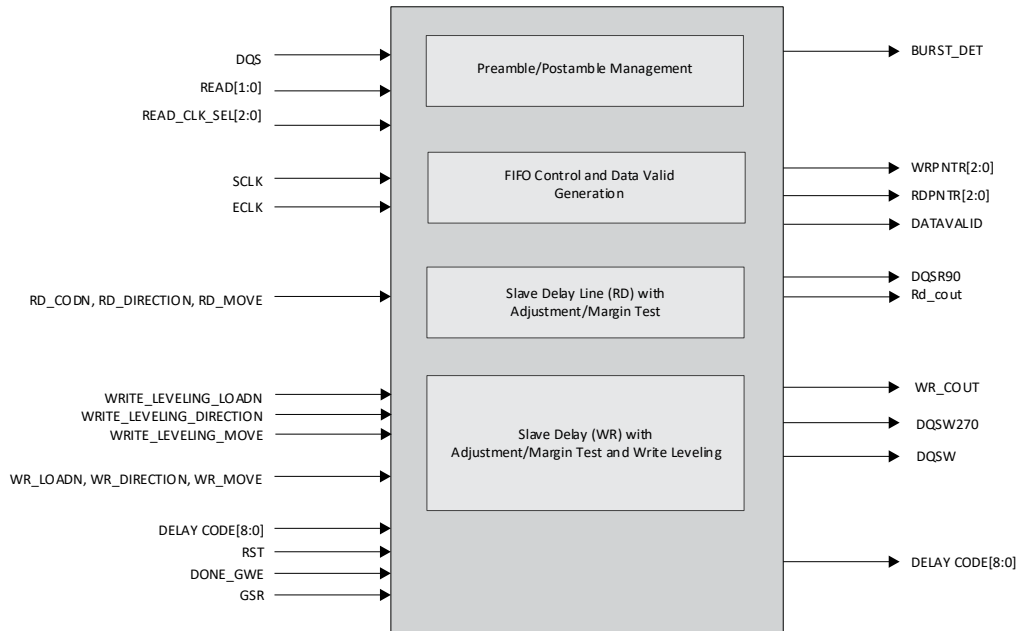 DQS
READ[1:0]
READ_CLK_SEL[2:0]
Preamble/Postamble Management
BURST_DET
SCLK
ECLK
FIFO Control and Data Valid
Generation
WRPNTR[2:0]
RDPNTR[2:0]
DATAVALID
RD_CODN, RD_DIRECTION, RD_MOVE
Slave Delay Line (RD) with
Adjustment/Margin Test
DQSR90
Rd_cout
WRITE_LEVELING_LOADN
WRITE_LEVELING_DIRECTION
WRITE_LEVELING_MOVE
WR_LOADN, WR_DIRECTION, WR_MOVE
Slave Delay (WR) with
Adjustment/Margin Test and Write Leveling
WR_COUT
DQSW270
DQSW
DELAY CODE[8:0]
RST
DONE_GWE
GSR
DELAY CODE[8:0]